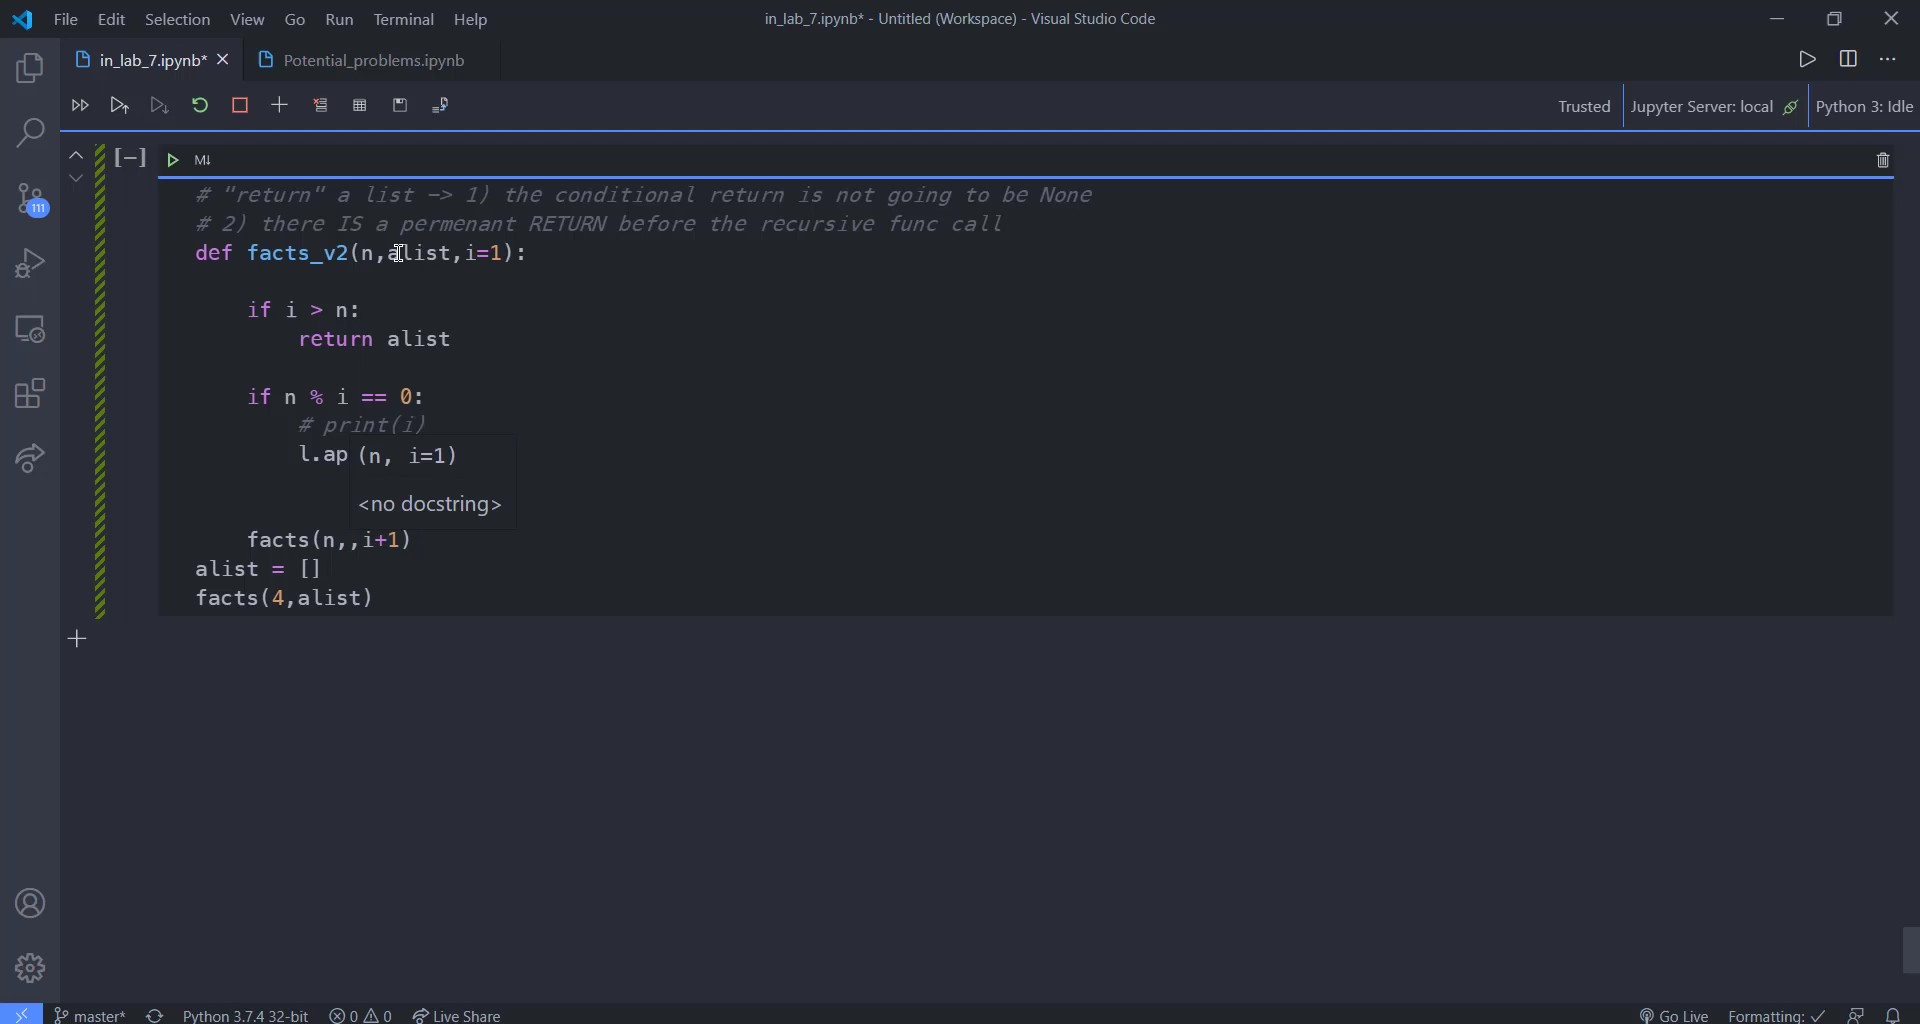 File Edit Selection View Go Run Terminal Help
in_lab_7.ipynb* - Untitled (Workspace) - Visual Studio Code
in_lab_7.ipynb*
Potential_problems.ipynb
Trusted
Jupyter Server: local
Python 3: Idle
[-]
M↓
111
# "return" a list -> 1) the conditional return is not going to be None
# 2) there IS a permenant RETURN before the recursive func call
def facts_v2(n,alist,i=1):
if i > n:
return alist
if n % i == 0:
# print(i)
l.ap
(n, i=1)
<no docstring>
facts(n,,i+1)
alist = []
facts(4,alist)
master*
Python 3.7.4 32-bit
0
0
Live Share
Go Live
Formatting: ✓